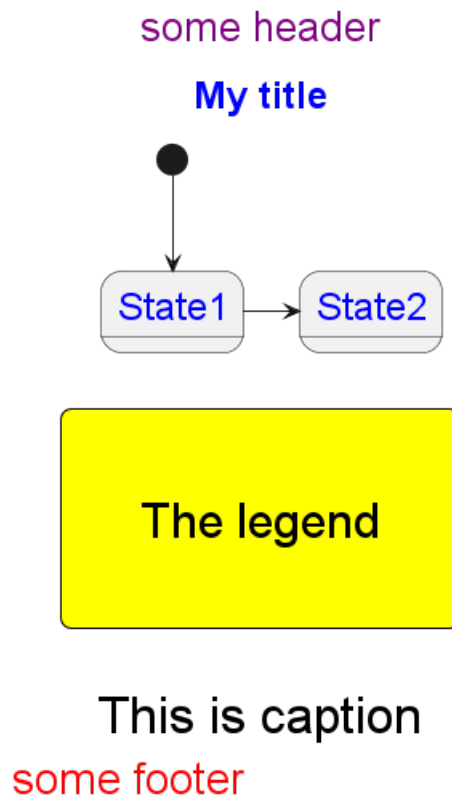 some header
My title
State1
State2
The legend
This is caption
some footer